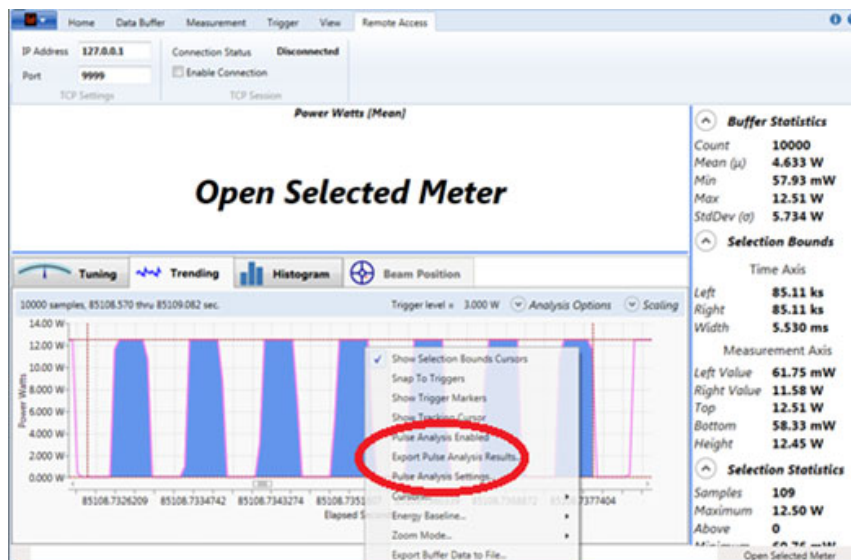 Home Data Buffer Measurement Trigger View Remote Access
IP Address 127.0.0.1 Connection Status Disconnected
Port 9999 Enable Connection
TCP Settings TCP Session
Power Watts [Mean]
Open Selected Meter
Buffer Statistics
Count 10000
Mean (μ) 4.633 W
Min 57.93 mW
Max 12.51 W
StdDev (σ) 5.734 W
Selection Bounds
Time Axis
Left 85.11 ks
Right 85.11 ks
Width 5.530 ms
Measurement Axis
Left Value 61.75 mW
Right Value 11.58 W
Top 12.51 W
Bottom 58.33 mW
Height 12.45 W
Selection Statistics
Samples 109
Maximum 12.50 W
Above 0
Minimum 60.76 mW
Tuning Trending Histogram Beam Position
10000 samples, 85108.570 thru 85109.082 sec. Trigger level = 3.000 W Analysis Options Scaling
Power Watts
14.00 W
12.00 W
10.00 W
8.000 W
6.000 W
4.000 W
2.000 W
0.000 W
85108.7326209 85108.7334742 85108.7343274
Show Selection Bounds Cursors
Snap To Triggers
Show Trigger Markers
Show Tracking Cursor
Pulse Analysis Enabled
Export Pulse Analysis Results...
Pulse Analysis Settings...
Cursors...
Energy Baseline...
Zoom Mode...
Export Buffer Data to File...
Open Selected Meter